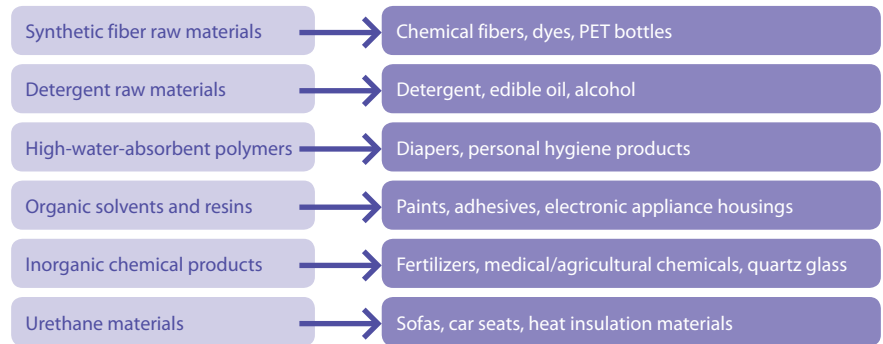 Synthetic fiber raw materials
Chemical fibers, dyes, PET bottles
Detergent raw materials
Detergent, edible oil, alcohol
High-water-absorbent polymers
Diapers, personal hygiene products
Organic solvents and resins
Paints, adhesives, electronic appliance housings
Inorganic chemical products
Fertilizers, medical/agricultural chemicals, quartz glass
Urethane materials
Sofas, car seats, heat insulation materials